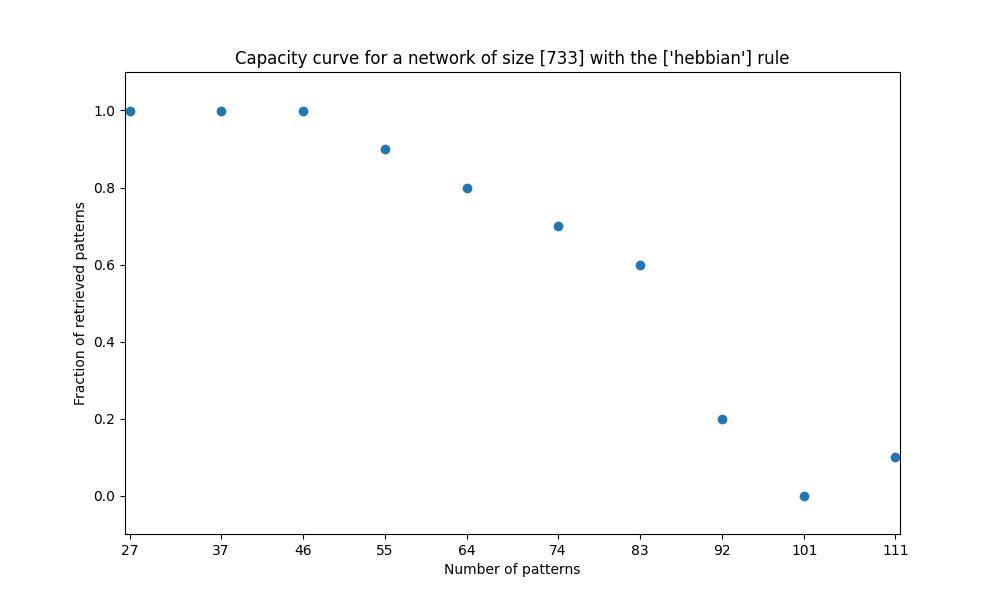 Capacity curve for a network of size [733] with the ['hebbian'] rule
Fraction of retrieved patterns
1.0
0.8
0.6
0.4
0.2
0.0
27 37 46 55 64 74 83 92 101 111
Number of patterns